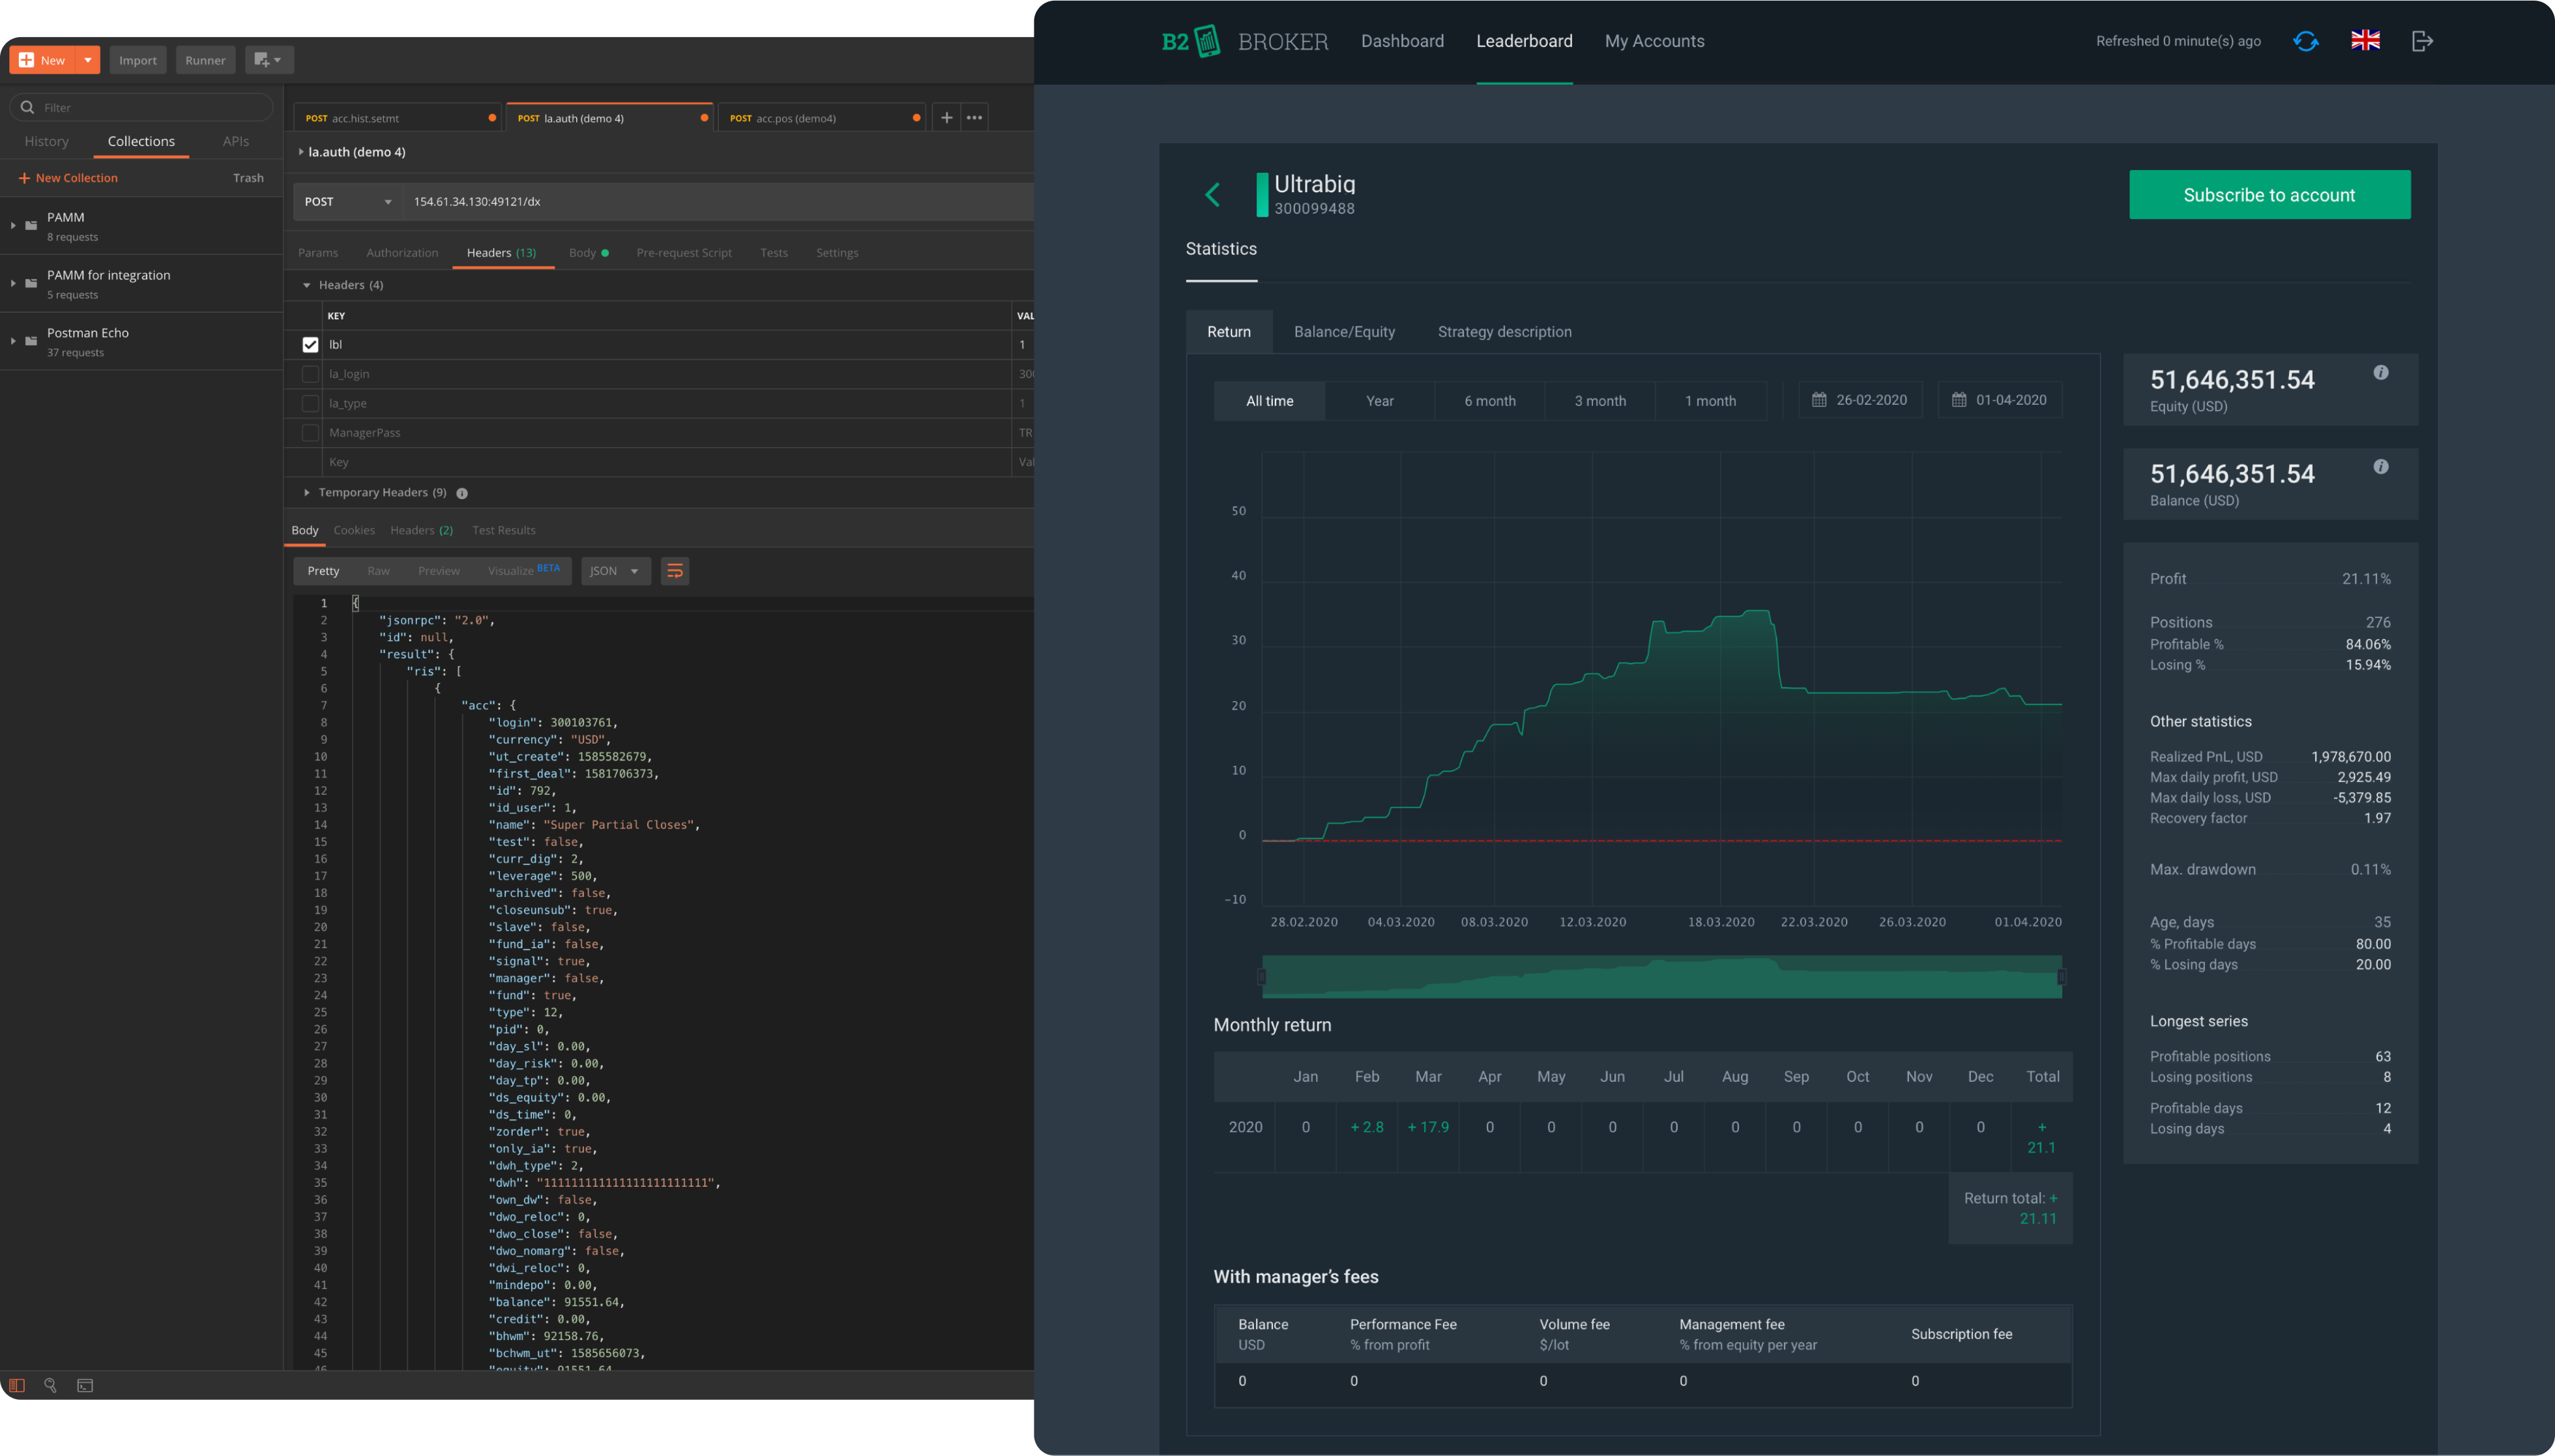 New
Import
Runner
Filter
History Collections APIs
New Collection Trash
PAMM
8 requests
PAMM for integration
5 requests
Postman Echo
37 requests
POST acc.hist.setmt
POST la.auth (demo 4)
POST acc.pos (demo4)
la.auth (demo 4)
POST 154.61.34.130:49121/dx
Params Authorization Headers (13) Body Pre-request Script Tests Settings
Headers (4)
KEY VAL
lbl 1
la_login 300
la_type 1
ManagerPass TR
Key Val
Temporary Headers (9)
Body Cookies Headers (2) Test Results
Pretty Raw Preview Visualize BETA JSON
1 {
2 "jsonrpc": "2.0",
3 "id": null,
4 "result": {
5 "ris": [
6 {
7 "acc": {
8 "login": 300103761,
9 "currency": "USD",
10 "ut_create": 1585582679,
11 "first_deal": 1581706373,
12 "id": 792,
13 "id_user": 1,
14 "name": "Super Partial Closes",
15 "test": false,
16 "curr_dig": 2,
17 "leverage": 500,
18 "archived": false,
19 "closeunsub": true,
20 "slave": false,
21 "fund_ia": false,
22 "signal": true,
23 "manager": false,
24 "fund": true,
25 "type": 12,
26 "pid": 0,
27 "day_sl": 0.00,
28 "day_risk": 0.00,
29 "day_tp": 0.00,
30 "ds_equity": 0.00,
31 "ds_time": 0,
32 "zorder": true,
33 "only_ia": true,
34 "dwh_type": 2,
35 "dwh": "111111111111111111111111",
36 "own_dw": false,
37 "dwo_reloc": 0,
38 "dwo_close": false,
39 "dwo_nomarg": false,
40 "dwi_reloc": 0,
41 "mindepo": 0.00,
42 "balance": 91551.64,
43 "credit": 0.00,
44 "bhwm": 92158.76,
45 "bchwm_ut": 1585656073,
46 "equity": 91551.64
B2 BROKER Dashboard Leaderboard My Accounts Refreshed 0 minute(s) ago
Ultrabiq
300099488
Subscribe to account
Statistics
Return Balance/Equity Strategy description
All time Year 6 month 3 month 1 month 26-02-2020 01-04-2020
50
40
30
20
10
0
-10
28.02.2020 04.03.2020 08.03.2020 12.03.2020 18.03.2020 22.03.2020 26.03.2020 01.04.2020
Monthly return
Jan Feb Mar Apr May Jun Jul Aug Sep Oct Nov Dec Total
2020 0 + 2.8 + 17.9 0 0 0 0 0 0 0 0 0 +
21.1
Return total: +
21.11
With manager's fees
Balance Performance Fee Volume fee Management fee Subscription fee
USD % from profit $/lot % from equity per year
0 0 0 0 0
51,646,351.54
Equity (USD)
51,646,351.54
Balance (USD)
Profit 21.11%
Positions 276
Profitable % 84.06%
Losing % 15.94%
Other statistics
Realized PnL, USD 1,978,670.00
Max daily profit, USD 2,925.49
Max daily loss, USD -5,379.85
Recovery factor 1.97
Max. drawdown 0.11%
Age, days 35
% Profitable days 80.00
% Losing days 20.00
Longest series
Profitable positions 63
Losing positions 8
Profitable days 12
Losing days 4